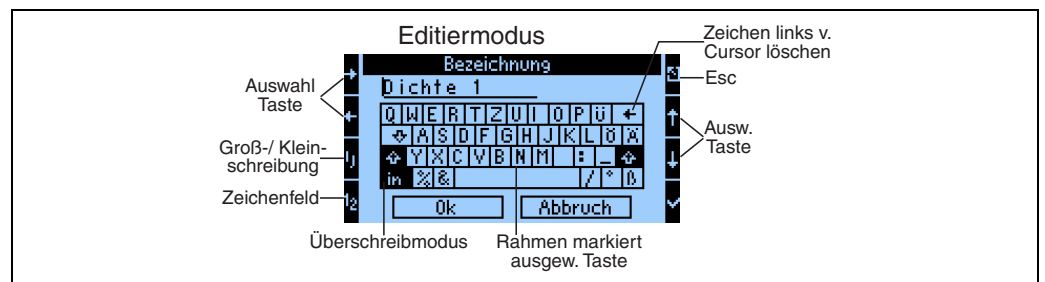 Editiermodus
Zeichen links v.
Cursor löschen
Bezeichnung
Esc
Dichte 1
Auswahl
Taste
Q W E R T Z U I O P Ü
A S D F G H J K L Ö Ä
Ausw.
Taste
Groß-/ Klein-
schreibung
Y X C V B N M : _
in % & / ° ß
Zeichenfeld
Ok Abbruch
Überschreibmodus
Rahmen markiert
ausgew. Taste